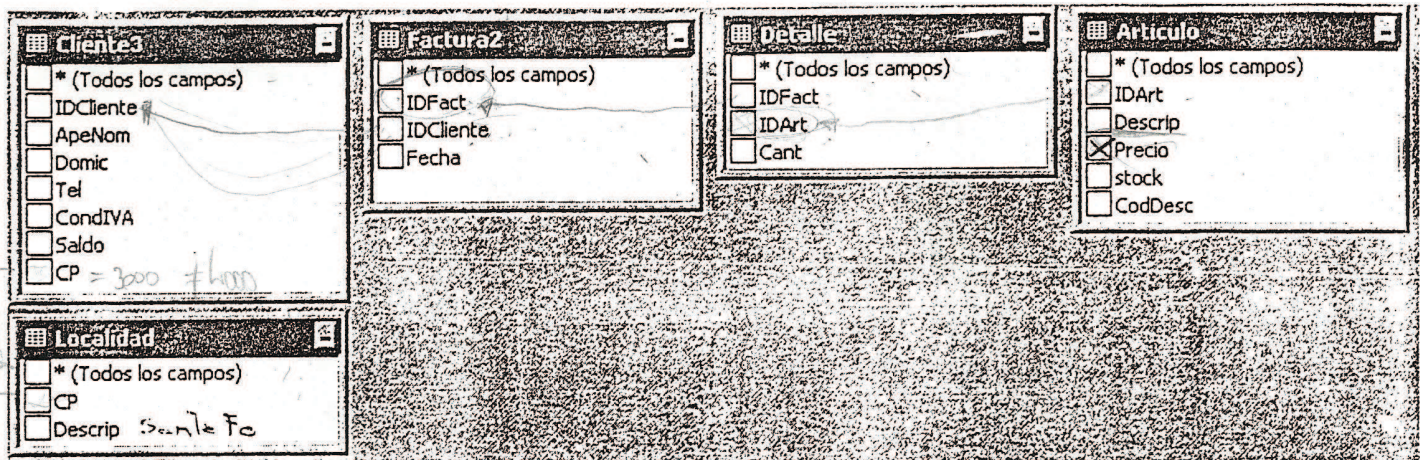 Cliente3
* (Todos los campos)
IDCliente
ApeNom
Domic
Tel
CondIVA
Saldo
CP = 3000 ≠ 4000
Factura2
* (Todos los campos)
IDFact
IDCliente
Fecha
Detalle
* (Todos los campos)
IDFact
IDArt
Cant
Articulo
* (Todos los campos)
IDArt
Descrip
Precio
stock
CodDesc
Localidad
* (Todos los campos)
CP
Descrip Santa Fe